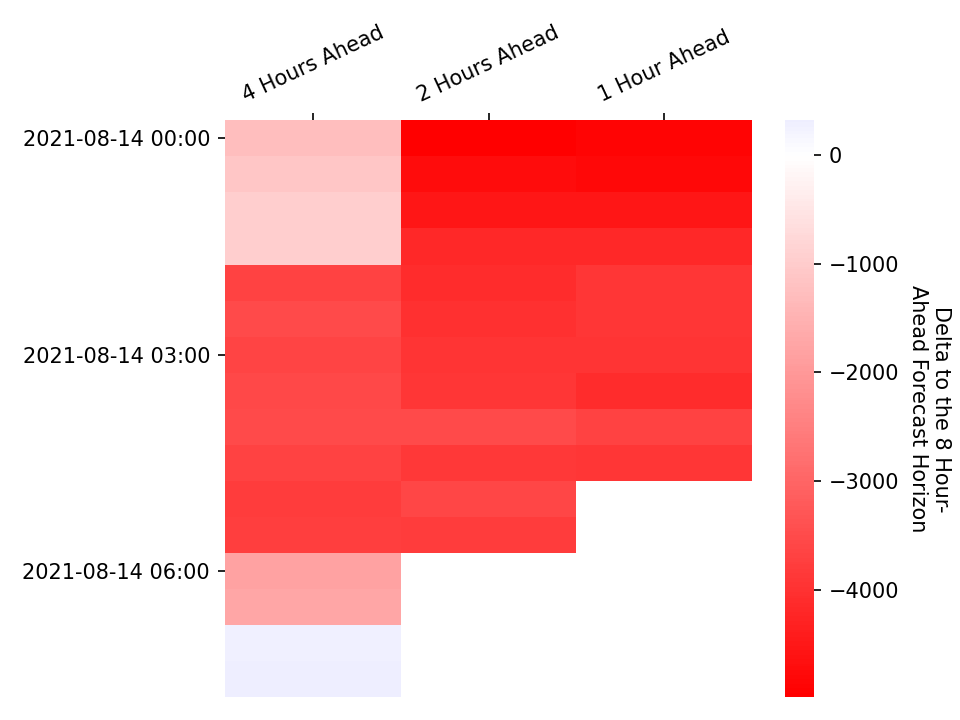 4 Hours Ahead
2 Hours Ahead
1 Hour Ahead
2021-08-14 00:00
2021-08-14 03:00
2021-08-14 06:00
0
−1000
−2000
−3000
−4000
Delta to the 8 Hour-
Ahead Forecast Horizon